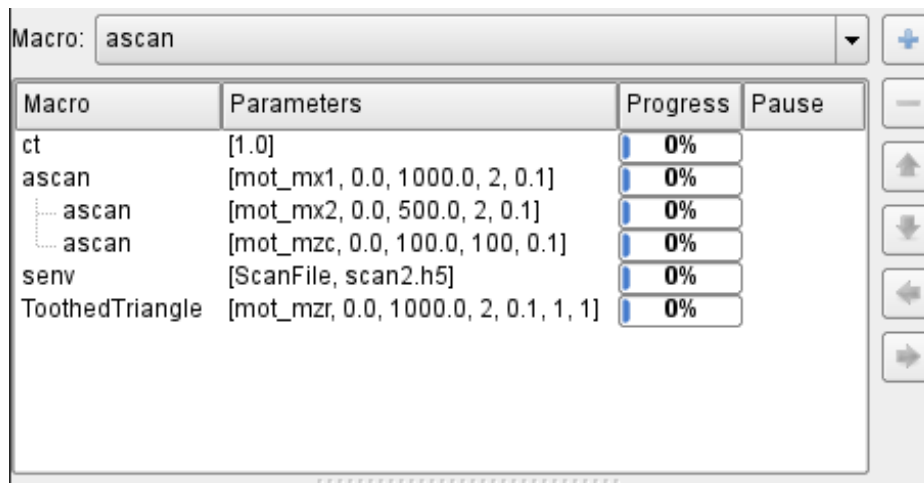 Macro: ascan
Macro Parameters Progress Pause
ct [1.0] 0%
ascan [mot_mx1, 0.0, 1000.0, 2, 0.1] 0%
ascan [mot_mx2, 0.0, 500.0, 2, 0.1] 0%
ascan [mot_mzc, 0.0, 100.0, 100, 0.1] 0%
senv [ScanFile, scan2.h5] 0%
ToothedTriangle [mot_mzr, 0.0, 1000.0, 2, 0.1, 1, 1] 0%